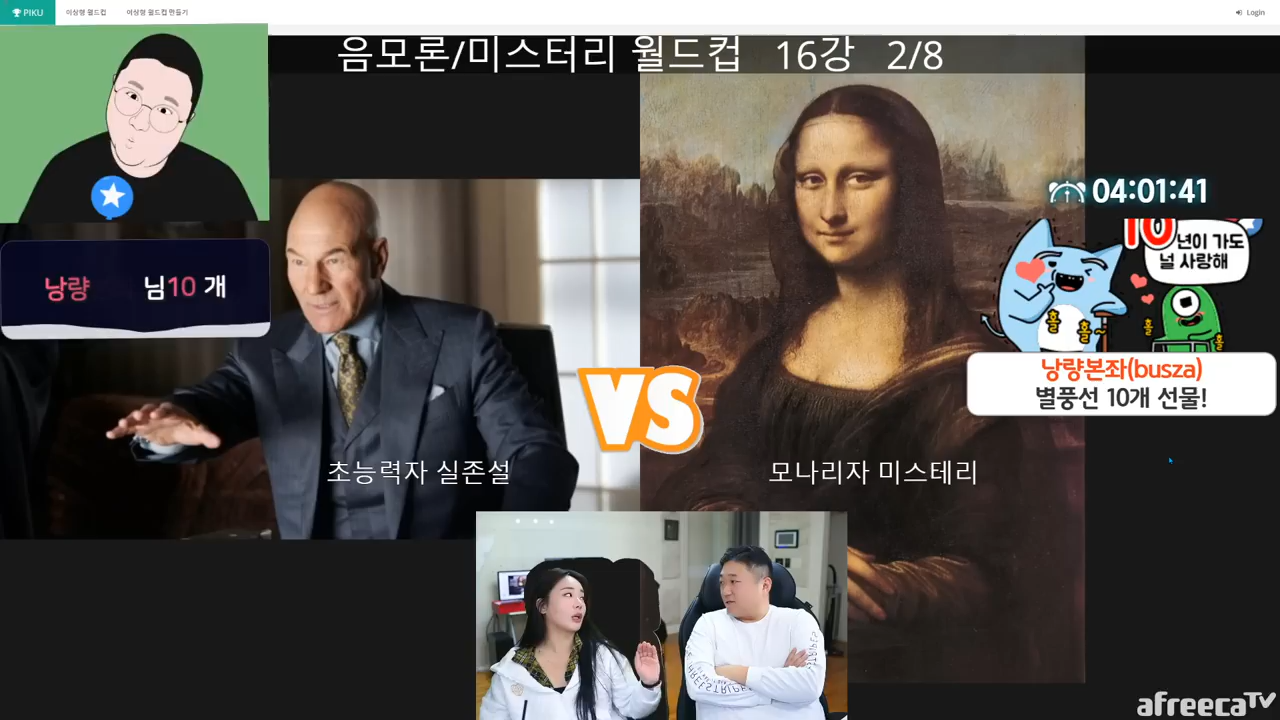 PIKU
이상형 월드컵
이상형 월드컵 만들기
Login
음모론/미스터리 월드컵 16강 2/8
04:01:41
10년이 가도
널 사랑해
낭량 님10 개
홀
홀~
홀
홀
낭량본좌(busza)
별풍선 10개 선물!
VS
초능력자 실존설
모나리자 미스테리
afreecaTV